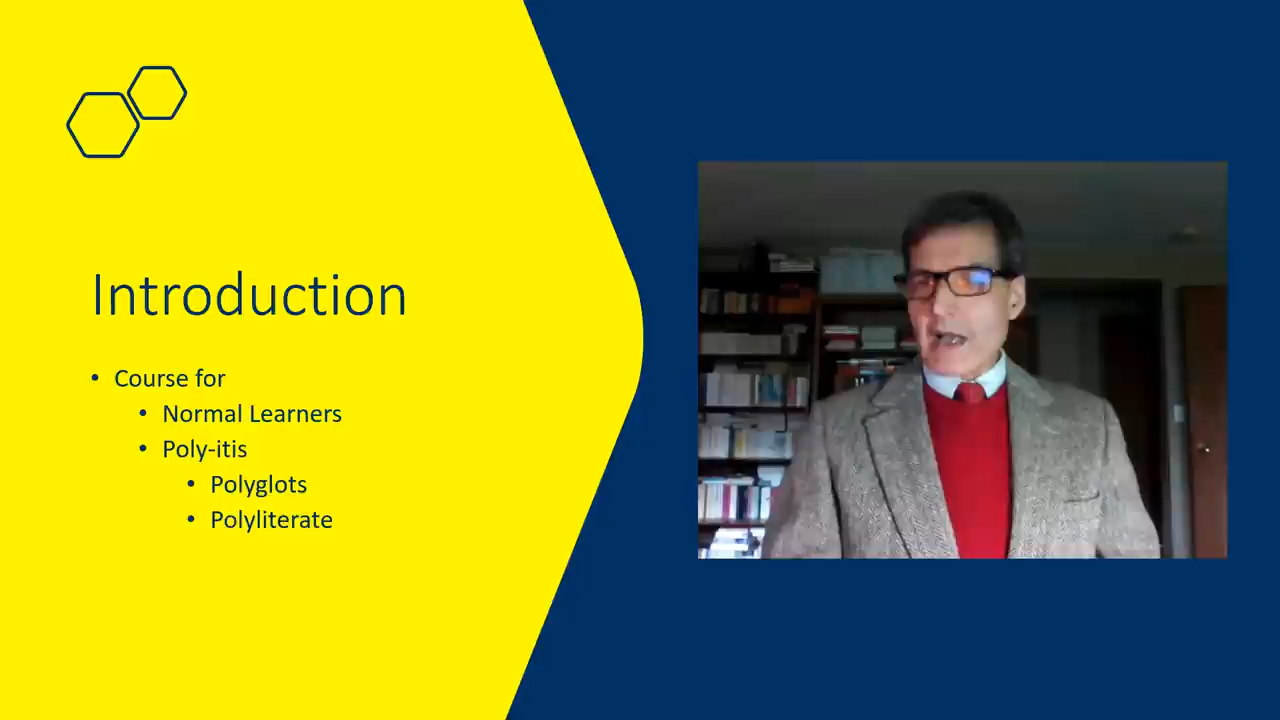 Introduction
• Course for
• Normal Learners
• Poly-itis
• Polyglots
• Polyliterate